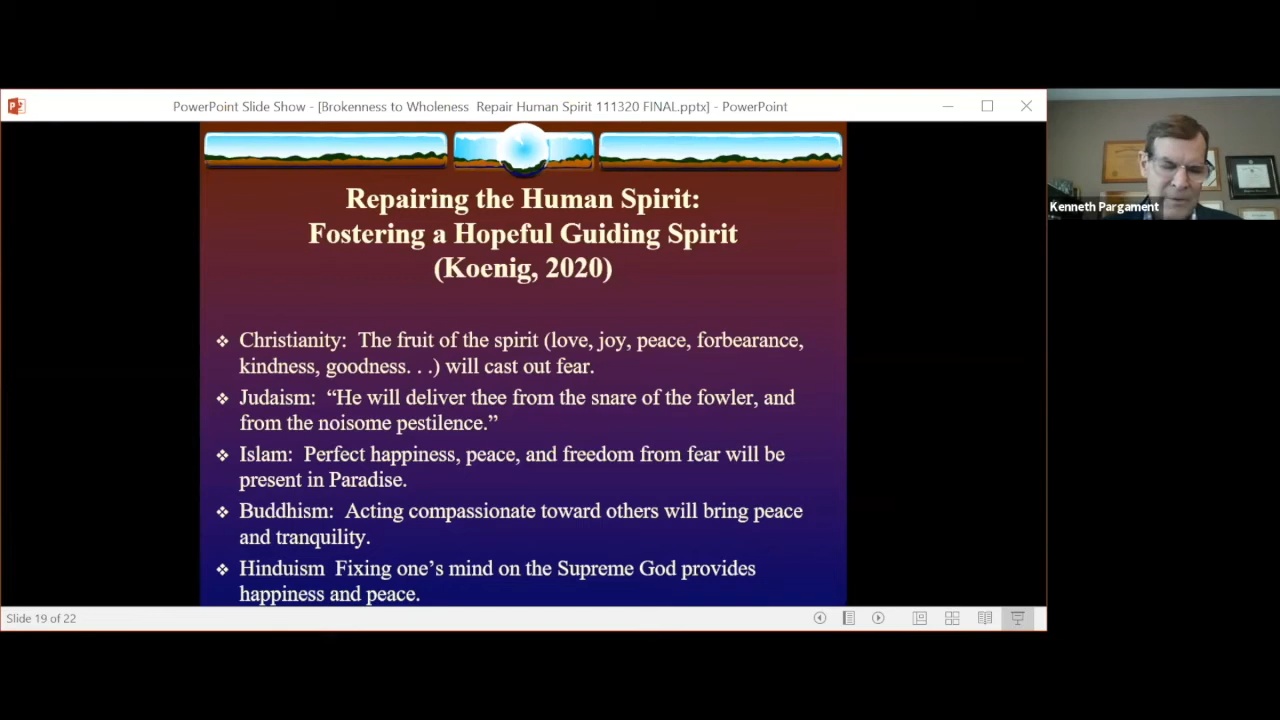 PowerPoint Slide Show - [Brokenness to Wholeness  Repair Human Spirit 111320 FINAL.pptx] - PowerPoint
Repairing the Human Spirit:
Fostering a Hopeful Guiding Spirit
(Koenig, 2020)
Kenneth Pargament
❖ Christianity:  The fruit of the spirit (love, joy, peace, forbearance,
kindness, goodness. . .) will cast out fear.
❖ Judaism:  “He will deliver thee from the snare of the fowler, and
from the noisome pestilence.”
❖ Islam:  Perfect happiness, peace, and freedom from fear will be
present in Paradise.
❖ Buddhism:  Acting compassionate toward others will bring peace
and tranquility.
❖ Hinduism  Fixing one’s mind on the Supreme God provides
happiness and peace.
Slide 19 of 22